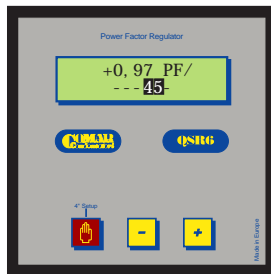 Power Factor Regulator
+0, 97 PF/
- - - 45-
COMAR
QSR6
4" Setup
-
+
Made in Europe